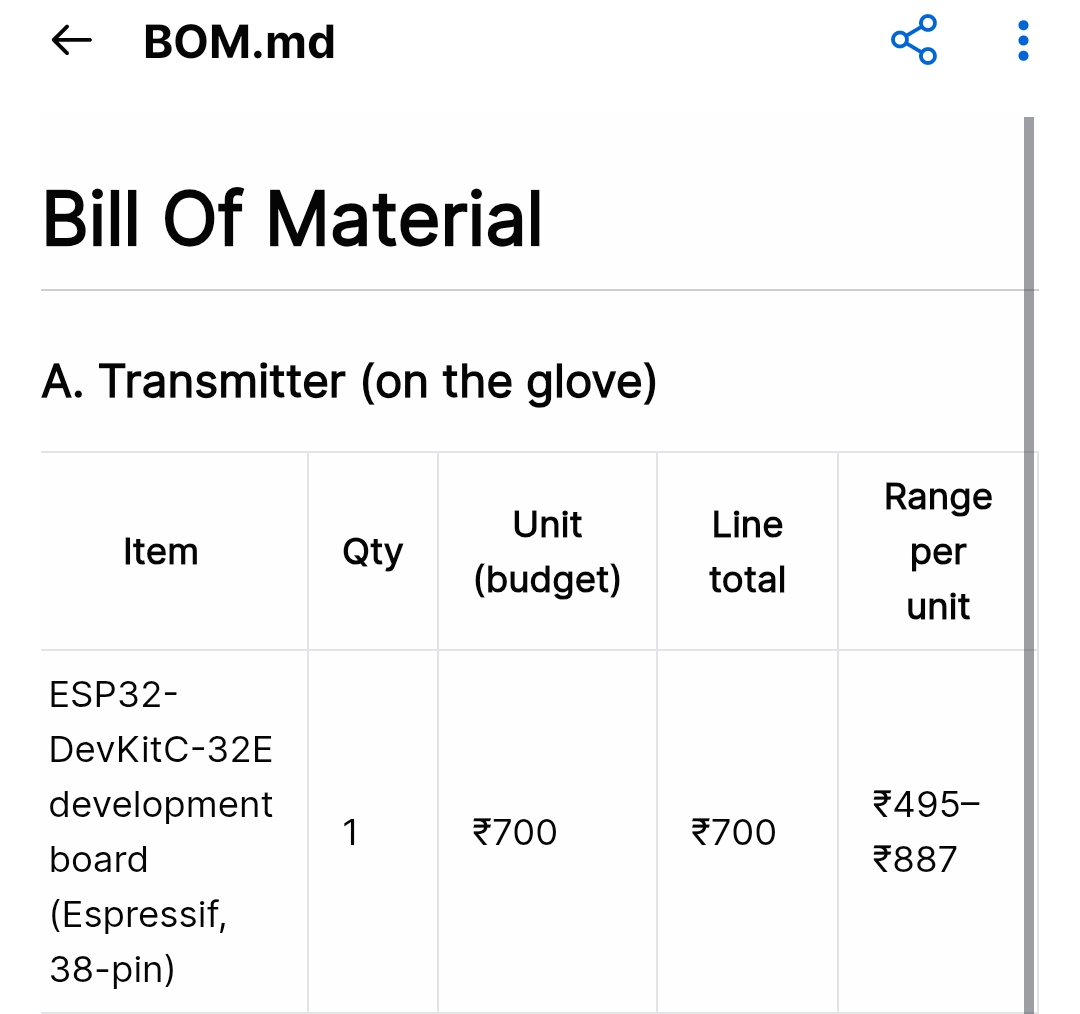 BOM.md
Bill Of Material
A. Transmitter (on the glove)
Item
Qty
Unit
(budget)
Line
total
Range
per
unit
ESP32-
DevKitC-32E
development
board
(Espressif,
38-pin)
1
₹700
₹700
₹495–
₹887